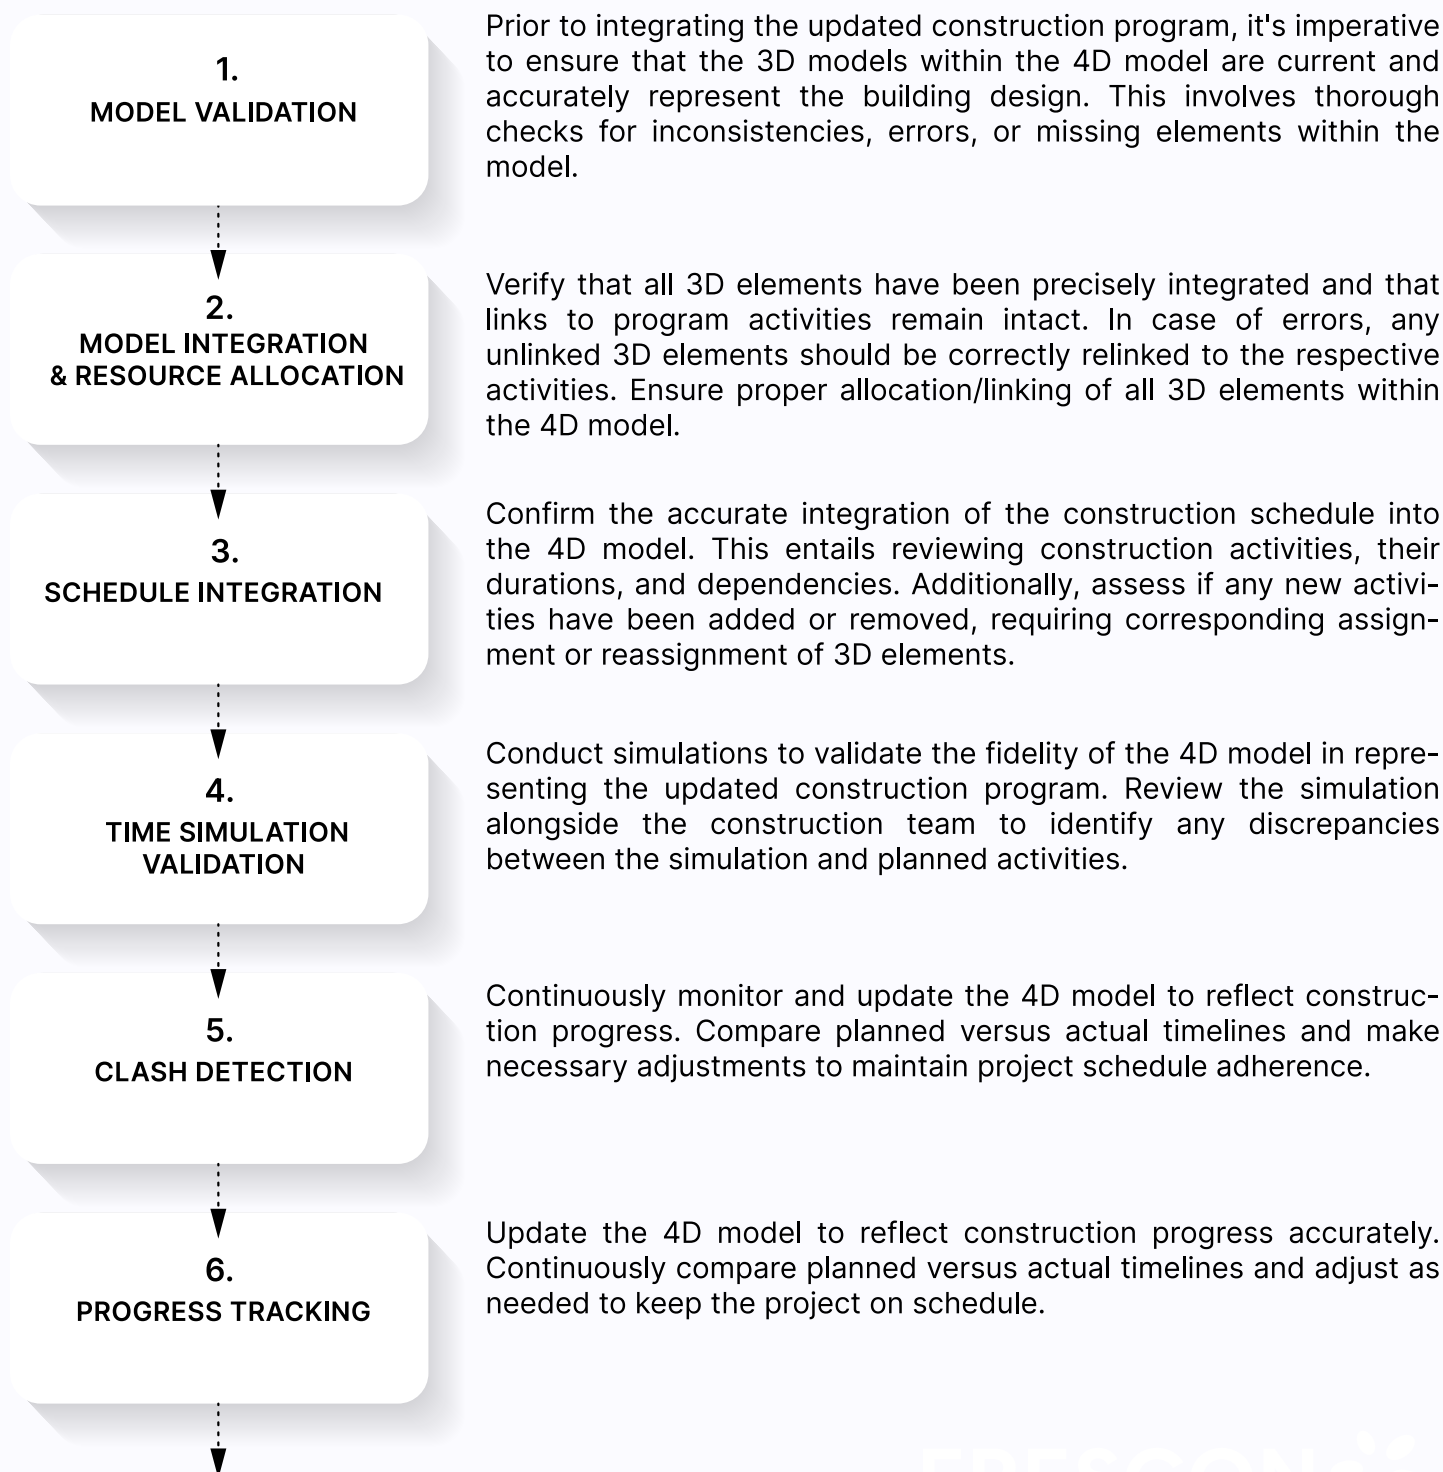 1.
MODEL VALIDATION
Prior to integrating the updated construction program, it's imperative
to ensure that the 3D models within the 4D model are current and
accurately represent the building design. This involves thorough
checks for inconsistencies, errors, or missing elements within the
model.
2.
MODEL INTEGRATION
& RESOURCE ALLOCATION
Verify that all 3D elements have been precisely integrated and that
links to program activities remain intact. In case of errors, any
unlinked 3D elements should be correctly relinked to the respective
activities. Ensure proper allocation/linking of all 3D elements within
the 4D model.
3.
SCHEDULE INTEGRATION
Confirm the accurate integration of the construction schedule into
the 4D model. This entails reviewing construction activities, their
durations, and dependencies. Additionally, assess if any new activi-
ties have been added or removed, requiring corresponding assign-
ment or reassignment of 3D elements.
4.
TIME SIMULATION
VALIDATION
Conduct simulations to validate the fidelity of the 4D model in repre-
senting the updated construction program. Review the simulation
alongside the construction team to identify any discrepancies
between the simulation and planned activities.
5.
CLASH DETECTION
Continuously monitor and update the 4D model to reflect construc-
tion progress. Compare planned versus actual timelines and make
necessary adjustments to maintain project schedule adherence.
6.
PROGRESS TRACKING
Update the 4D model to reflect construction progress accurately.
Continuously compare planned versus actual timelines and adjust as
needed to keep the project on schedule.